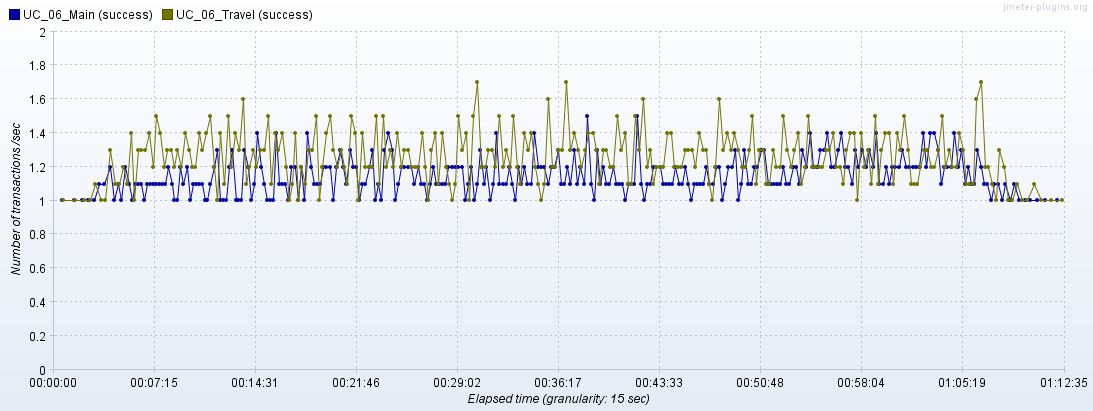 UC_06_Main (success) UC_06_Travel (success)
jmeter-plugins.org
2
1.8
1.6
1.4
1.2
1
0.8
0.6
0.4
0.2
0
Number of transactions /sec
00:00:00 00:07:15 00:14:31 00:21:46 00:29:02 00:36:17 00:43:33 00:50:48 00:58:04 01:05:19 01:12:35
Elapsed time (granularity: 15 sec)